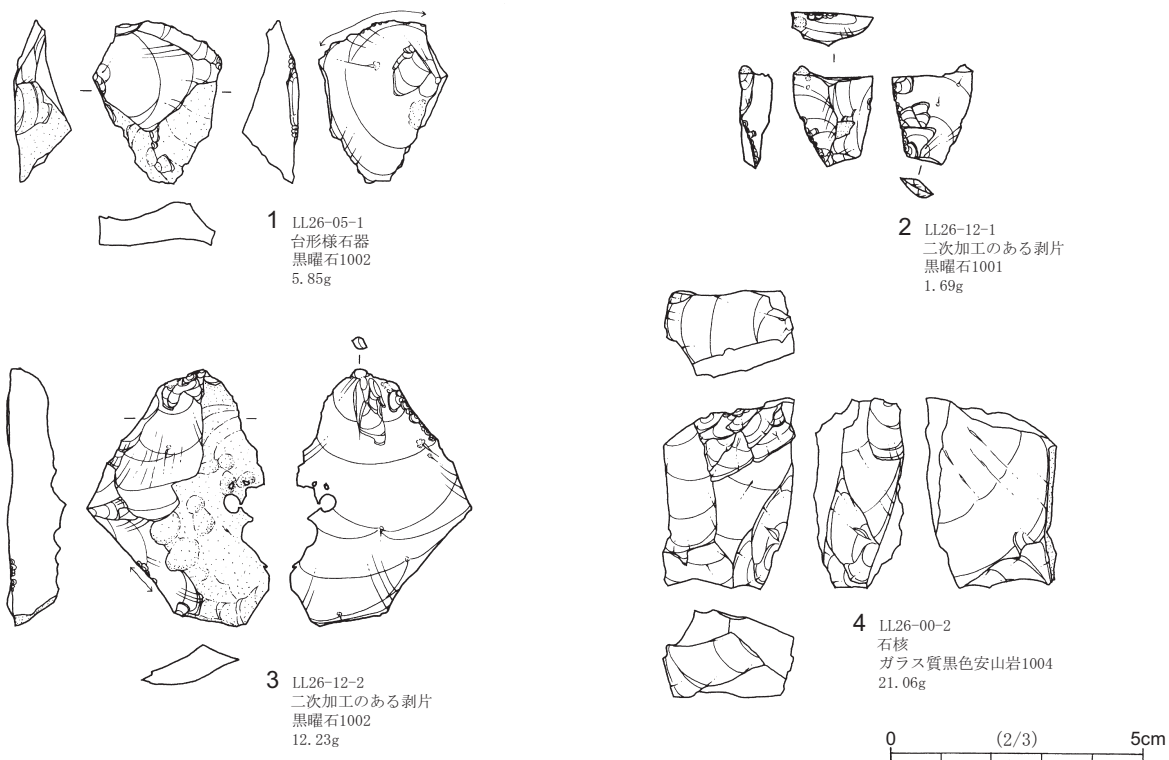 1 LL26-05-1
台形様石器
黒曜石1002
5.85g
2 LL26-12-1
二次加工のある剥片
黒曜石1001
1.69g
3 LL26-12-2
二次加工のある剥片
黒曜石1002
12.23g
4 LL26-00-2
石核
ガラス質黒色安山岩1004
21.06g
0 (2/3) 5cm